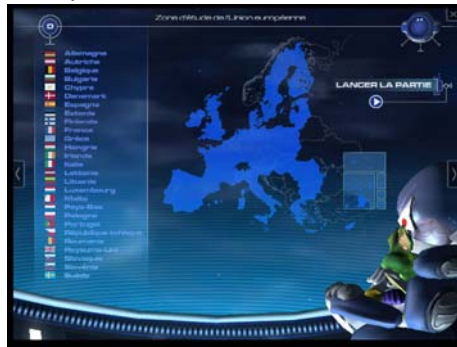 Zone d'étude de l'Union européenne
Allemagne
Autriche
Belgique
Bulgarie
Chypre
Danemark
Espagne
Estonie
Finlande
France
Grèce
Hongrie
Irlande
Italie
Lettonie
Lituanie
Luxembourg
Malte
Pays-Bas
Pologne
Portugal
République tchèque
Roumanie
Royaume-Uni
Slovaquie
Slovénie
Suède
LANCER LA PARTIE